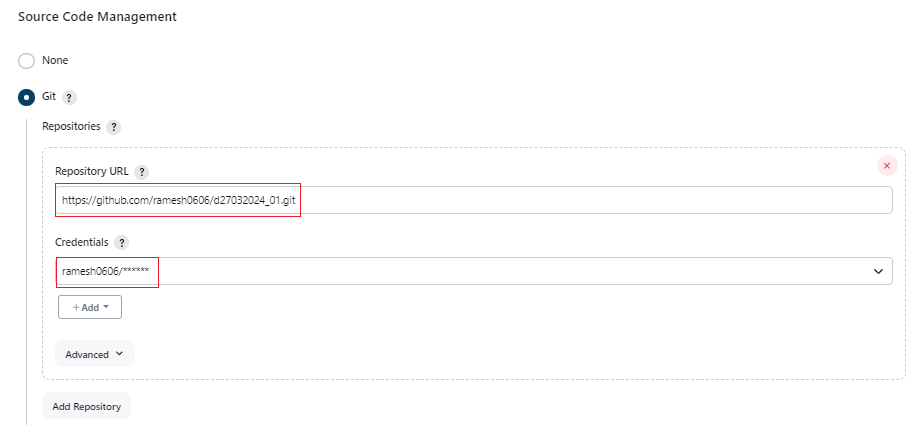 Source Code Management
None
Git ?
Repositories ?
Repository URL ?
https://github.com/ramesh0606/d27032024_01.git
Credentials ?
ramesh0606/******
+ Add
Advanced
Add Repository